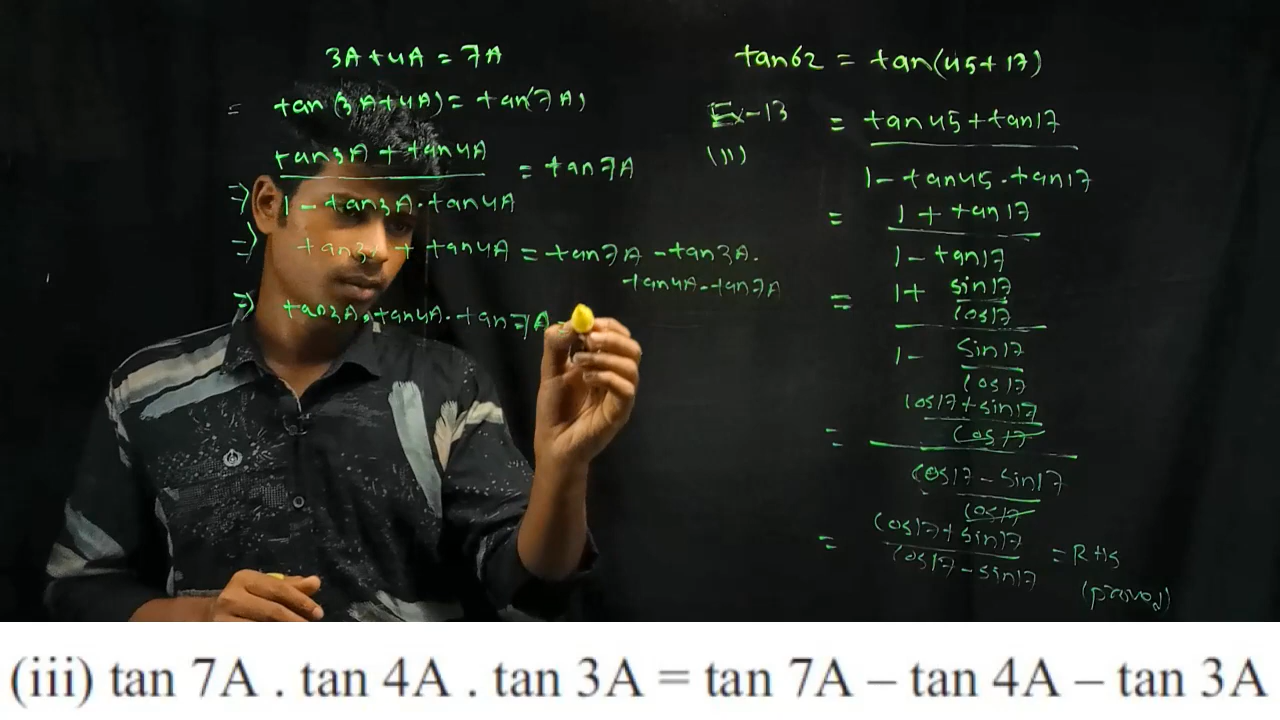 3A+4A = 7A
= tan (3A+4A) = tan(7A)
tan3A + tan4A
= tan7A
⇒ 1 - tan3A . tan4A
⇒ tan3A + tan4A = tan7A - tan3A.
tan4A . tan7A
⇒ tan3A . tan4A . tan7A =
tan62 = tan(45+17)
Ex-13
(ii)
= tan45 + tan17
1 - tan45 . tan17
= 1 + tan17
1 - tan17
= 1 + sin17
cos17
1 - sin17
cos17
cos17 + sin17
cos17
=
cos17 - sin17
cos17
= cos17 + sin17
cos17 - sin17
= RHS
(proved)
(iii) tan 7A . tan 4A . tan 3A = tan 7A – tan 4A – tan 3A